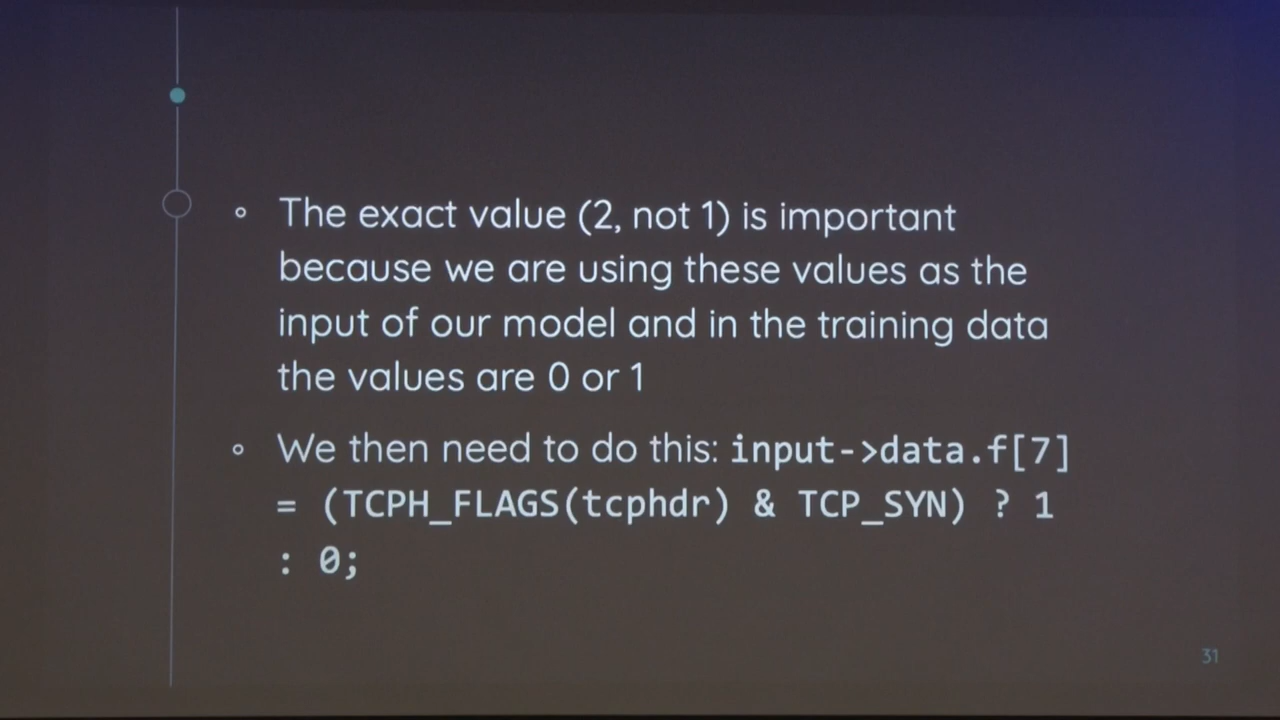 The exact value (2, not 1) is important
because we are using these values as the
input of our model and in the training data
the values are 0 or 1
We then need to do this: input->data.f[7]
= (TCPH_FLAGS(tcphdr) & TCP_SYN) ? 1
: 0;
31